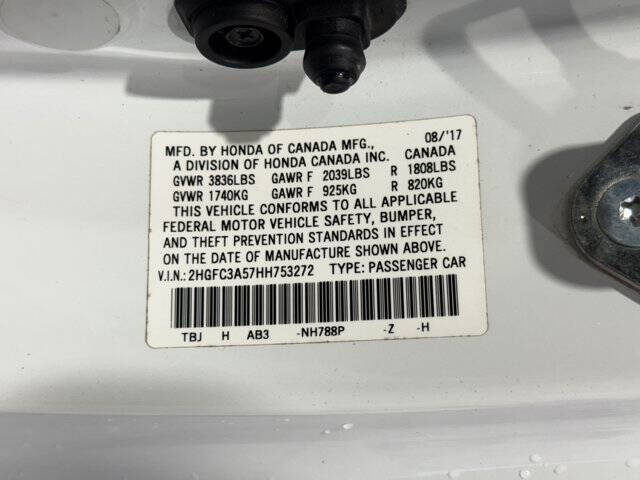 MFD. BY HONDA OF CANADA MFG., 08/'17
A DIVISION OF HONDA CANADA INC. CANADA
GVWR 3836LBS GAWR F 2039LBS R 1808LBS
GVWR 1740KG GAWR F 925KG R 820KG
THIS VEHICLE CONFORMS TO ALL APPLICABLE
FEDERAL MOTOR VEHICLE SAFETY, BUMPER,
AND THEFT PREVENTION STANDARDS IN EFFECT
ON THE DATE OF MANUFACTURE SHOWN ABOVE.
V.I.N.: 2HGFC3A57HH753272 TYPE: PASSENGER CAR
TBJ H AB3 -NH788P -Z -H